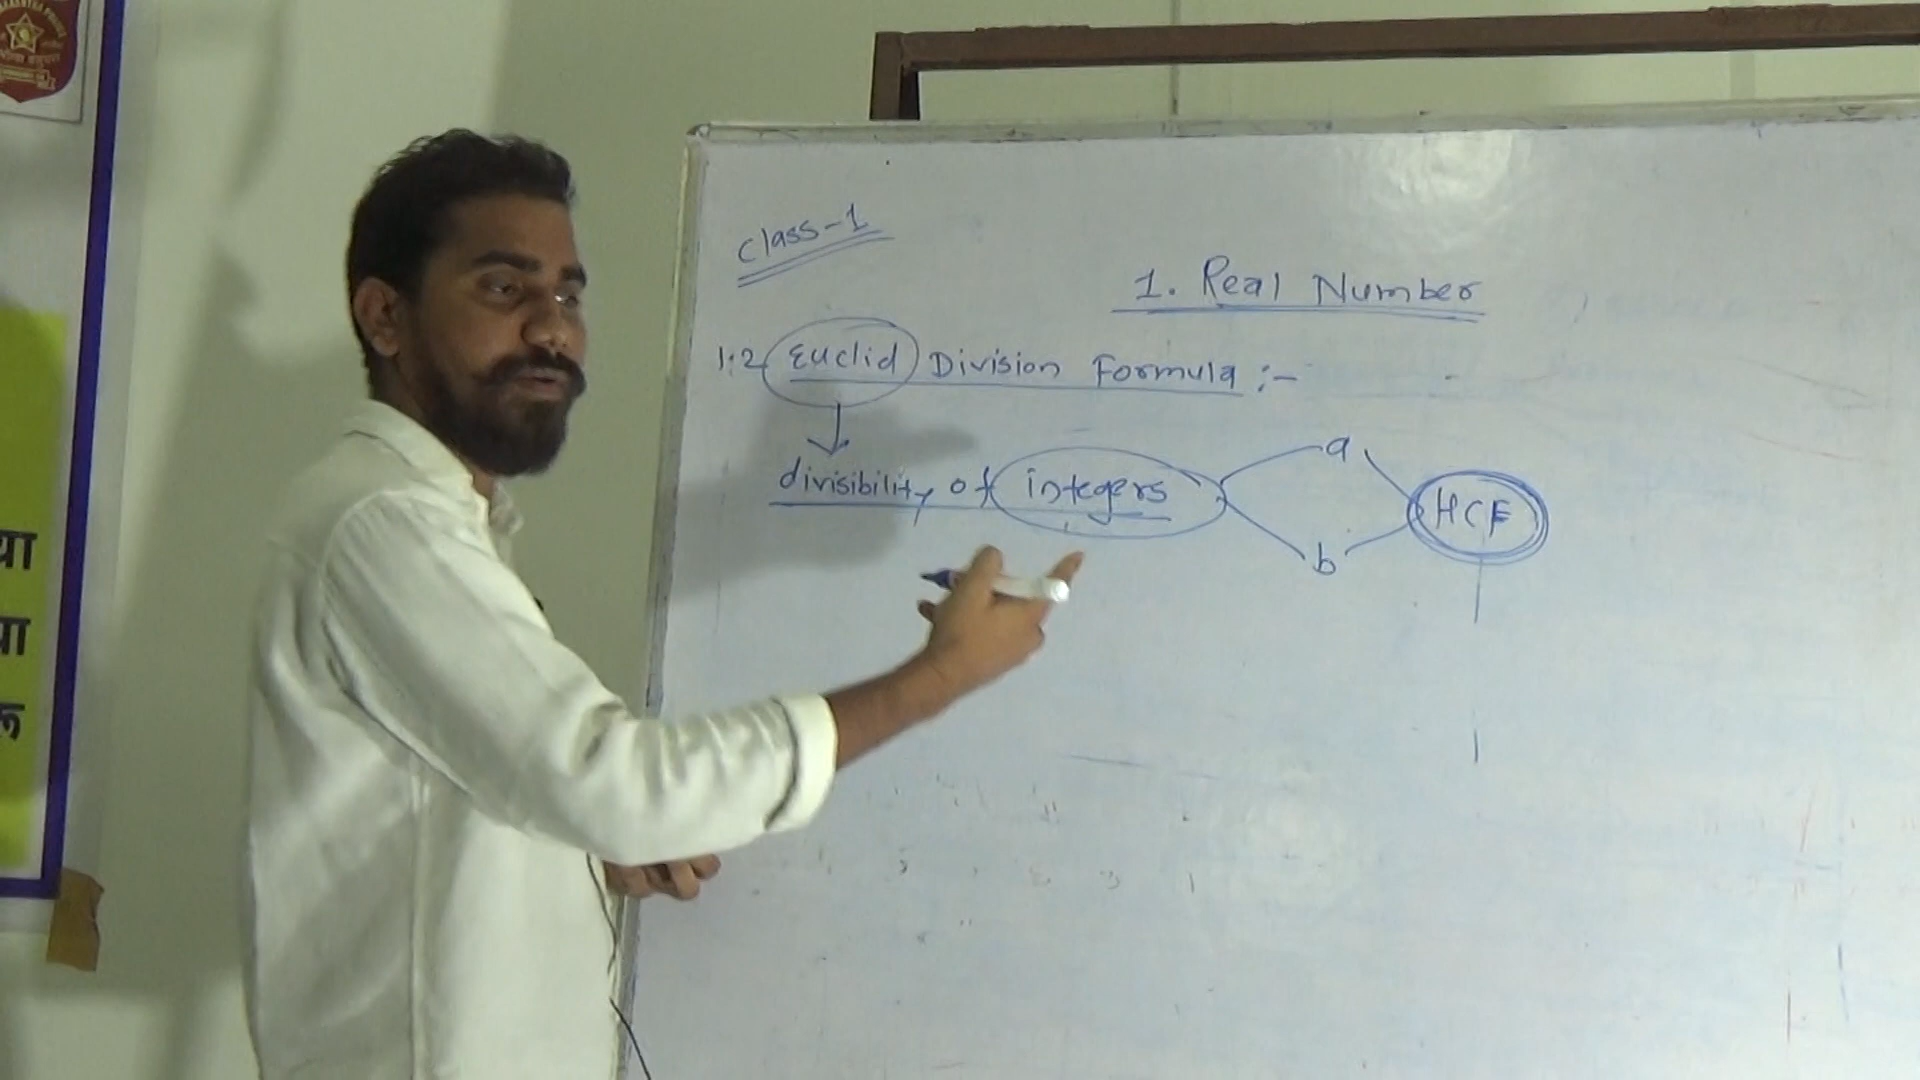 class-1
1. Real Number
1:2 Euclid Division Formula :-
divisibility of integers
a
b
HCF
या
या
रू